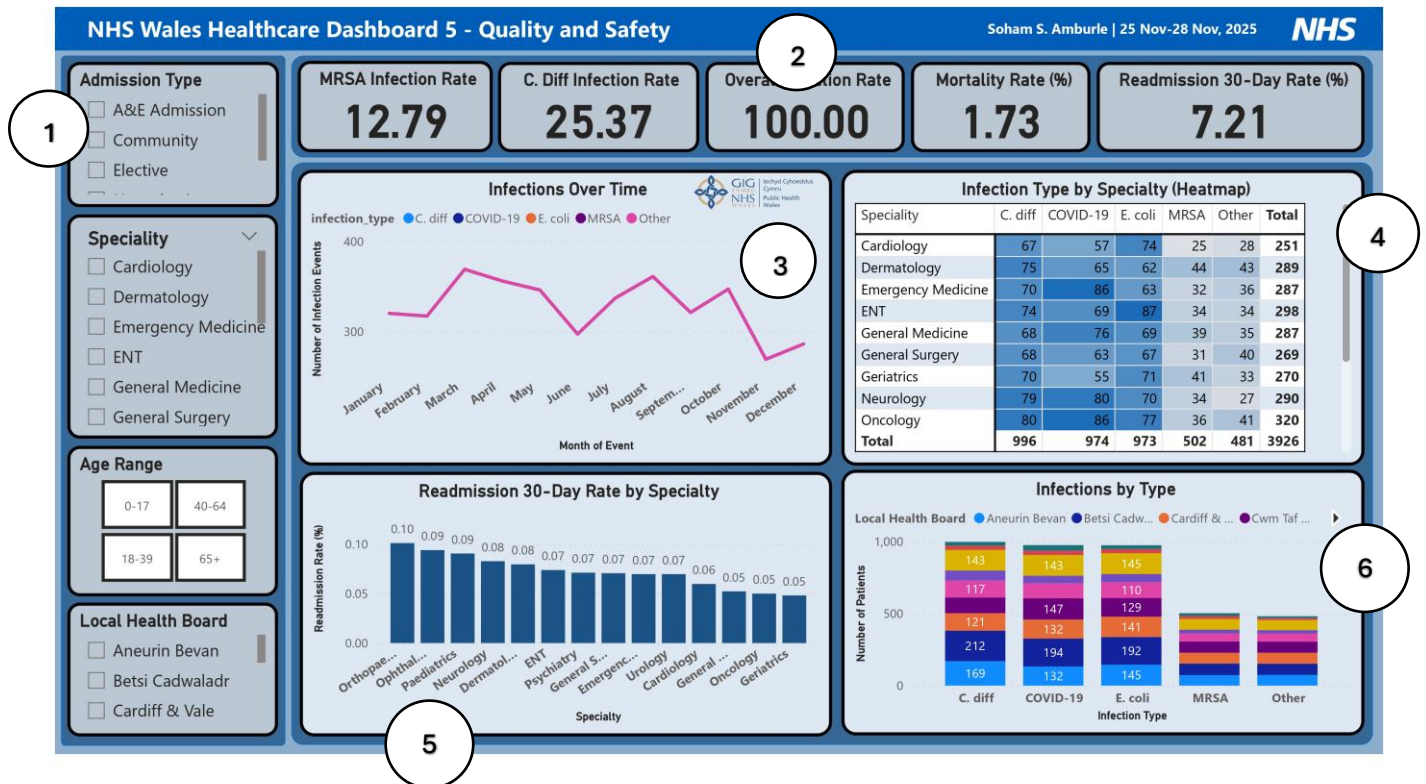 NHS Wales Healthcare Dashboard 5 - Quality and Safety
Soham S. Amburle | 25 Nov-28 Nov, 2025
NHS
1
2
Admission Type
A&E Admission
Community
Elective
Speciality
Cardiology
Dermatology
Emergency Medicine
ENT
General Medicine
General Surgery
Age Range
0-17 40-64
18-39 65+
Local Health Board
Aneurin Bevan
Betsi Cadwaladr
Cardiff & Vale
MRSA Infection Rate
12.79
C. Diff Infection Rate
25.37
Rate
100.00
Mortality Rate (%)
1.73
Readmission 30-Day Rate (%)
7.21
Infections Over Time
GIG
CYMRU
NHS
WALES
Iechyd Cyhoeddus
Cymru
Public Health
Wales
infection_type C. diff COVID-19 E. coli MRSA Other
3
Number of Infection Events
400
300
January February March April May June July August Septem... October November December
Month of Event
Infection Type by Specialty (Heatmap)
4
Speciality C. diff COVID-19 E. coli MRSA Other Total
Cardiology 67 57 74 25 28 251
Dermatology 75 65 62 44 43 289
Emergency Medicine 70 86 63 32 36 287
ENT 74 69 87 34 34 298
General Medicine 68 76 69 39 35 287
General Surgery 68 63 67 31 40 269
Geriatrics 70 55 71 41 33 270
Neurology 79 80 70 34 27 290
Oncology 80 86 77 36 41 320
Total 996 974 973 502 481 3926
Readmission 30-Day Rate by Specialty
Readmission Rate (%)
0.10
0.05
0.00
0.10 0.09 0.09 0.08 0.08 0.07 0.07 0.07 0.07 0.07 0.06 0.05 0.05 0.05
Orthopae... Ophthal... Paediatrics Neurology Dermatol... ENT Psychiatry General S... Emergenc... Urology Cardiology General ... Oncology Geriatrics
Specialty
5
Infections by Type
Local Health Board Aneurin Bevan Betsi Cadw... Cardiff & ... Cwm Taf ...
6
Number of Patients
1,000
500
0
143 143 145
117 110
147 129
121 132 141
212 194 192
169 132 145
C. diff COVID-19 E. coli MRSA Other
Infection Type